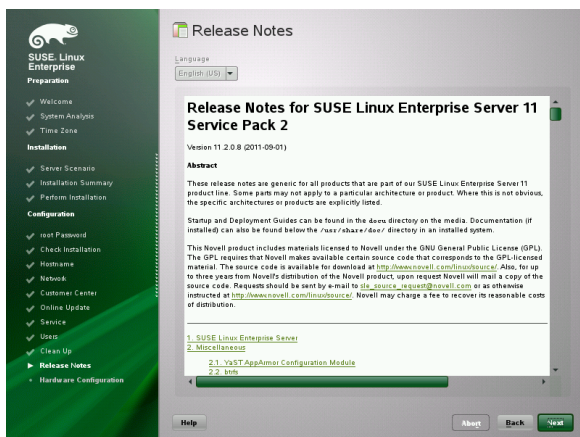 SUSE. Linux
Enterprise
Preparation
Welcome
System Analysis
Time Zone
Installation
Server Scenario
Installation Summary
Perform Installation
Configuration
root Password
Check Installation
Hostname
Network
Customer Center
Online Update
Service
Users
Clean Up
Release Notes
Hardware Configuration
Release Notes
Language
English (US)
Release Notes for SUSE Linux Enterprise Server 11
Service Pack 2
Version 11.2.0.8 (2011-09-01)
Abstract
These release notes are generic for all products that are part of our SUSE Linux Enterprise Server 11
product line. Some parts may not apply to a particular architecture or product. Where this is not obvious,
the specific architectures or products are explicitly listed.
Startup and Deployment Guides can be found in the docu directory on the media. Documentation (if
installed) can also be found below the /usr/share/doc/ directory in an installed system.
This Novell product includes materials licensed to Novell under the GNU General Public License (GPL).
The GPL requires that Novell makes available certain source code that corresponds to the GPL-licensed
material. The source code is available for download at http://www.novell.com/linux/source/. Also, for up
to three years from Novell's distribution of the Novell product, upon request Novell will mail a copy of the
source code. Requests should be sent by e-mail to sle_source_request@novell.com or as otherwise
instructed at http://www.novell.com/linux/source/. Novell may charge a fee to recover its reasonable costs
of distribution.
1. SUSE Linux Enterprise Server
2. Miscellaneous
2.1. YaST AppArmor Configuration Module
2.2. btrfs
Help
Abort
Back
Next